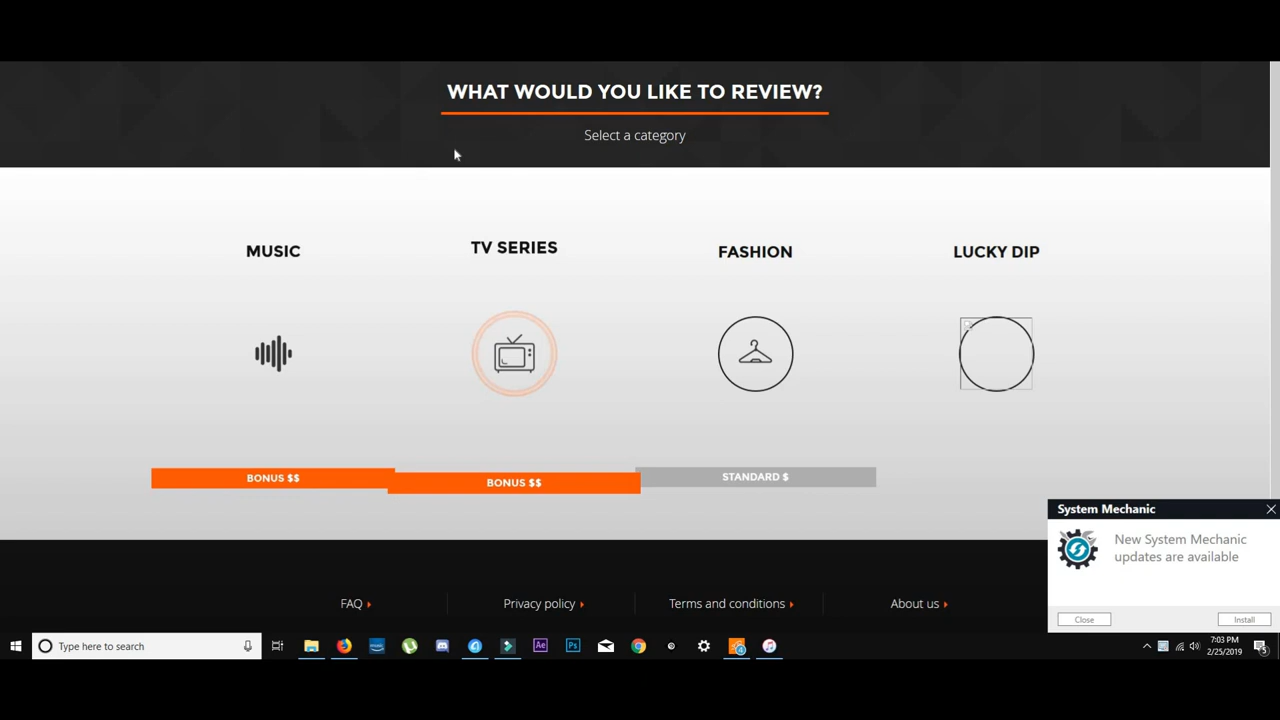 WHAT WOULD YOU LIKE TO REVIEW?
Select a category
MUSIC
TV SERIES
FASHION
LUCKY DIP
BONUS $$
BONUS $$
STANDARD $
System Mechanic
New System Mechanic
updates are available
Close
Install
FAQ
Privacy policy
Terms and conditions
About us
Type here to search
Ae
Ps
7:03 PM
2/25/2019